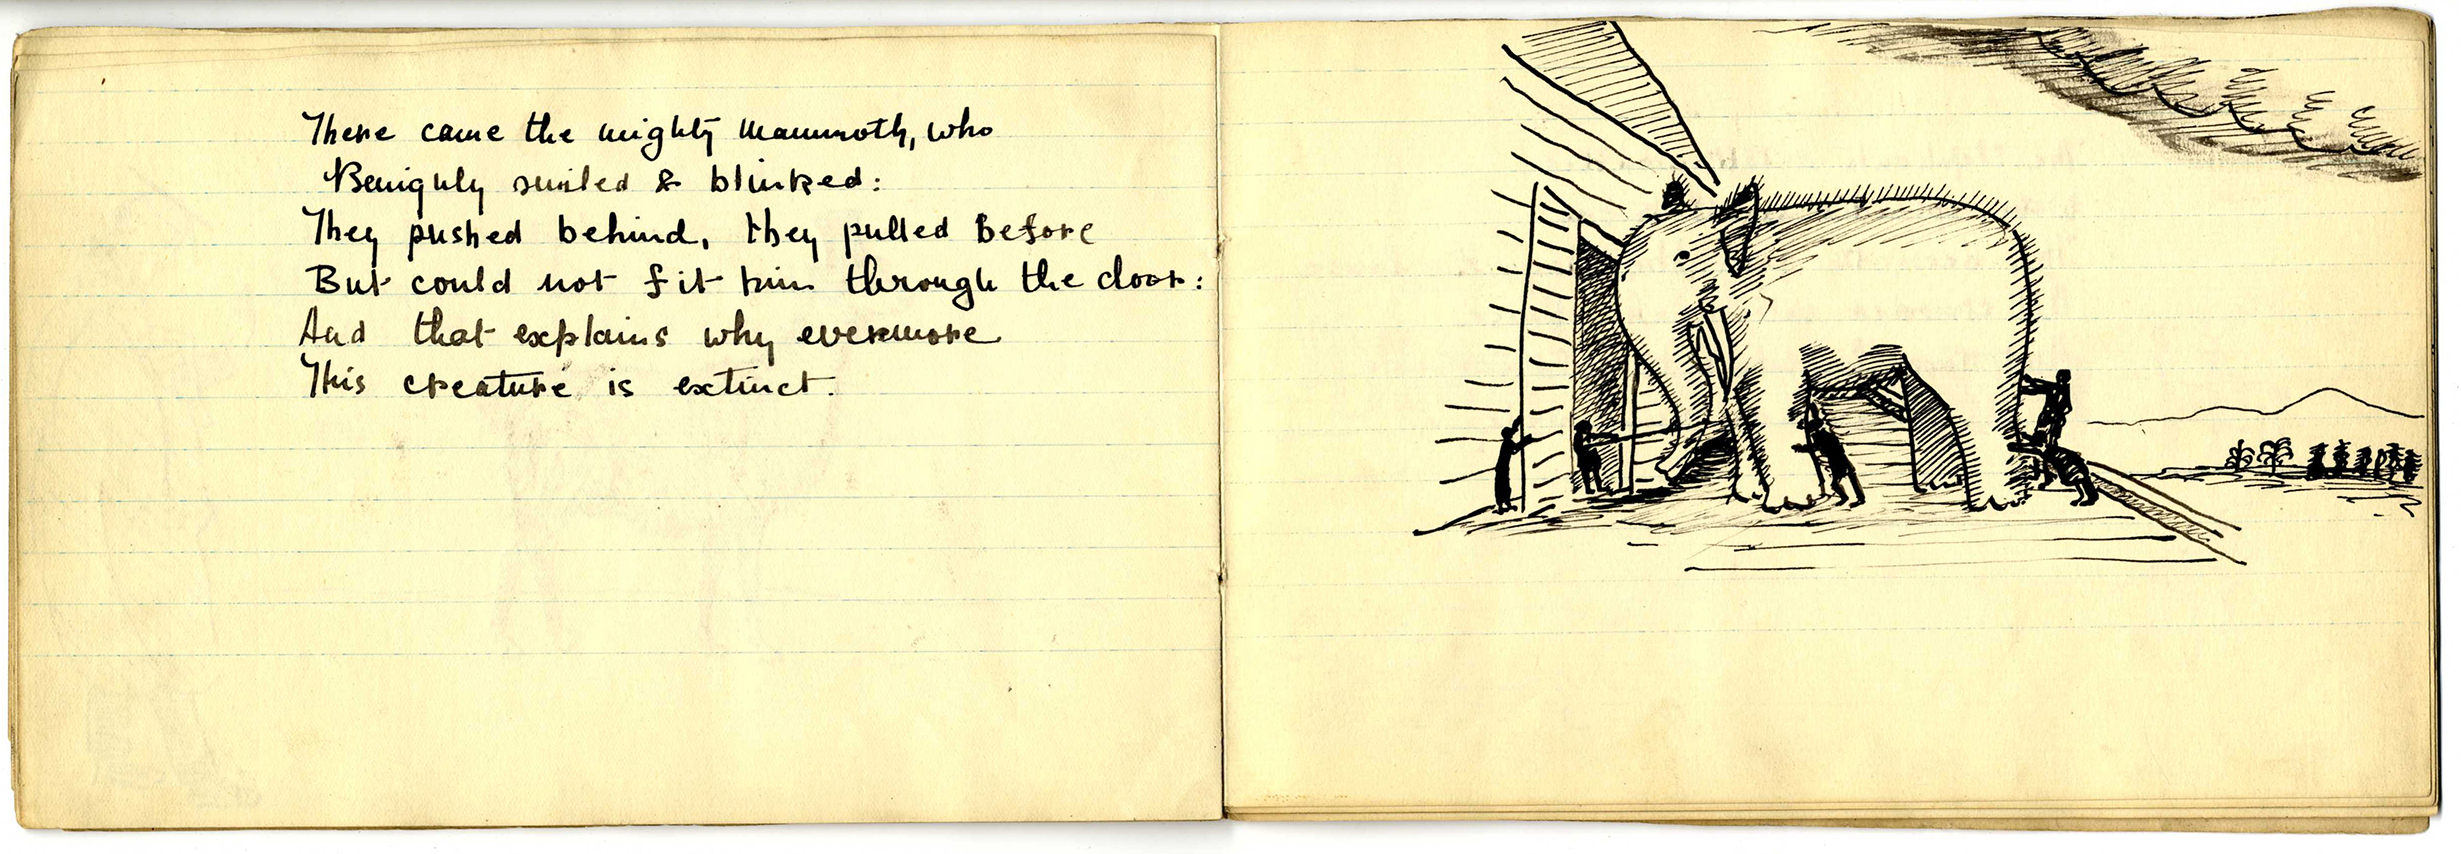 There came the mighty mammoth, who
Benignly smiled & blinked:
They pushed behind, they pulled before
But could not fit him through the door:
And that explains why evermore
This creature is extinct.